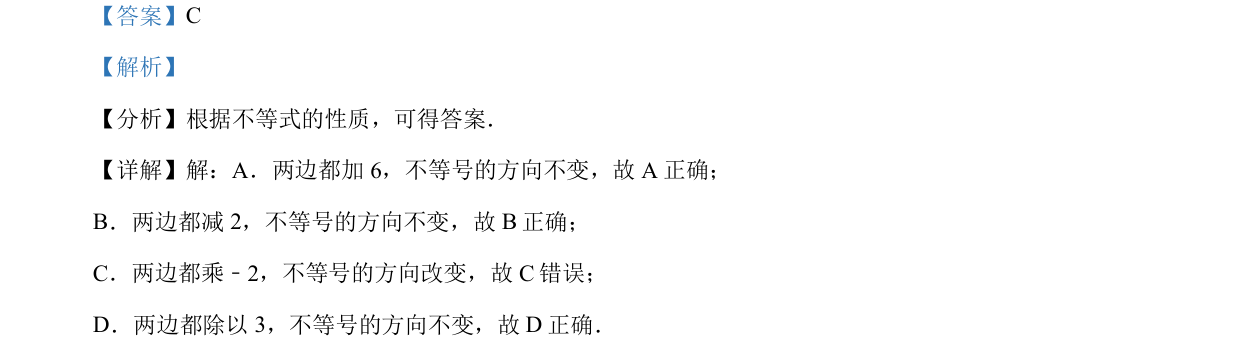 【答案】C
【解析】
【分析】根据不等式的性质，可得答案．
【详解】解：A．两边都加 6，不等号的方向不变，故 A 正确；
B．两边都减 2，不等号的方向不变，故 B 正确；
C．两边都乘﹣2，不等号的方向改变，故 C 错误；
D．两边都除以 3，不等号的方向不变，故 D 正确．